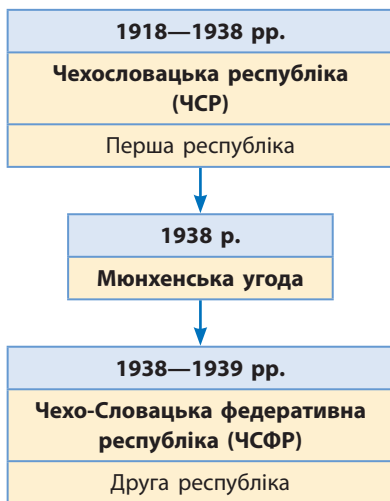 1918—1938 рр.
Чехословацька республіка
(ЧСР)
Перша республіка
1938 р.
Мюнхенська угода
1938—1939 рр.
Чехо-Словацька федеративна
республіка (ЧСФР)
Друга республіка